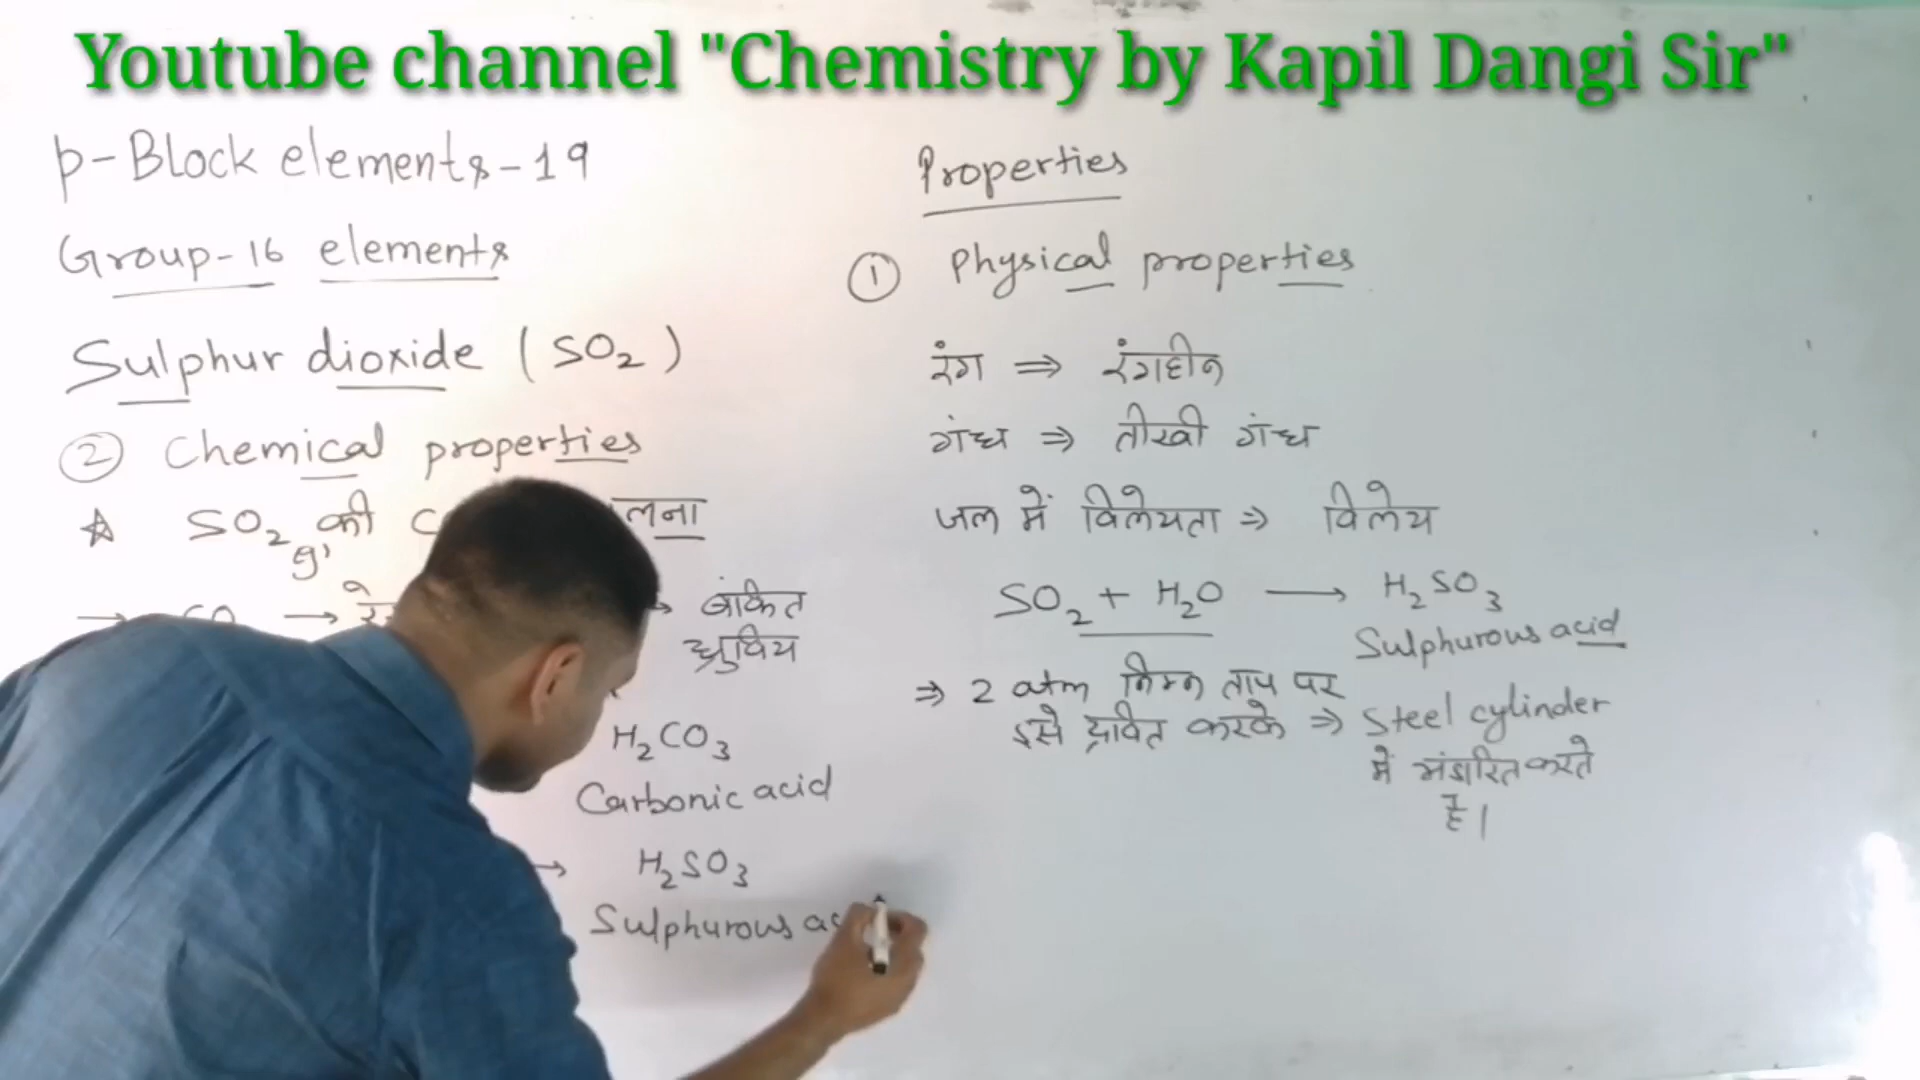 Youtube channel "Chemistry by Kapil Dangi Sir"
p-Block elements-19
Group-16 elements
Sulphur dioxide (SO₂)
② Chemical properties
☆ SO₂ की
g'
→ →
बंकित
ध्रुविय
H₂CO₃
Carbonic acid
→ H₂SO₃
Sulphurous
Properties
① Physical properties
रंग ⇒ रंगहीन
गंध ⇒ तीखी गंध
जल में विलेयता ⇒ विलेय
SO₂ + H₂O ⟶ H₂SO₃
Sulphurous acid
⇒ 2 atm निम्न ताप पर
इसे द्रवित करके ⇒ Steel cylinder
में भंडारित करते
है।